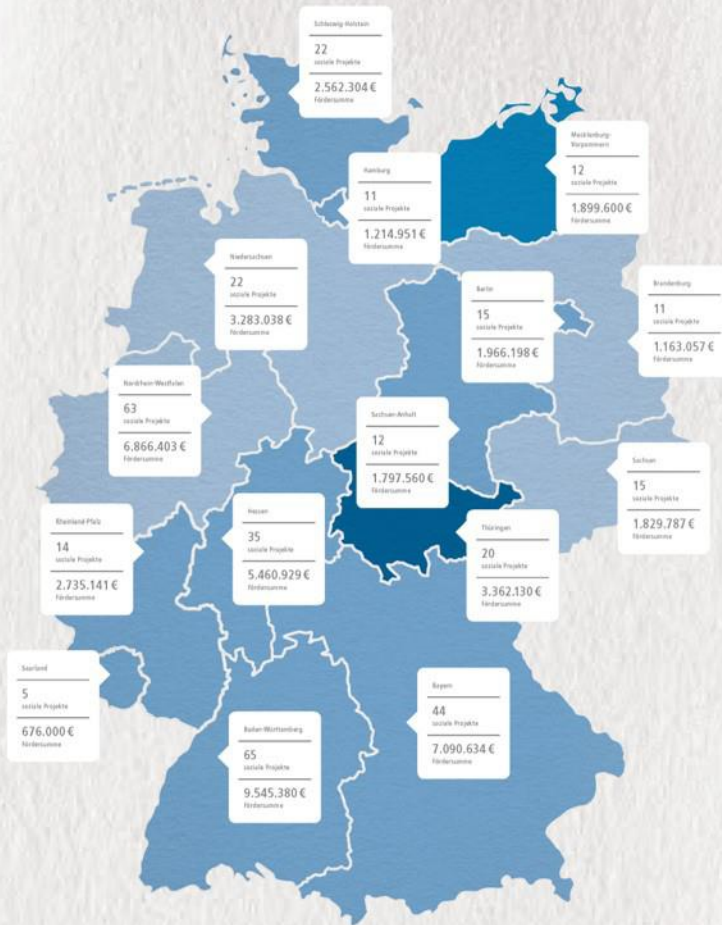 Schleswig-Holstein
22
soziale Projekte
2.562.304 €
Fördersumme
Mecklenburg-
Vorpommern
12
soziale Projekte
1.899.600 €
Fördersumme
Hamburg
11
soziale Projekte
1.214.951 €
Fördersumme
Niedersachsen
22
soziale Projekte
3.283.038 €
Fördersumme
Berlin
15
soziale Projekte
1.966.198 €
Fördersumme
Brandenburg
11
soziale Projekte
1.163.057 €
Fördersumme
Nordrhein-Westfalen
63
soziale Projekte
6.866.403 €
Fördersumme
Sachsen-Anhalt
12
soziale Projekte
1.797.560 €
Fördersumme
Sachsen
15
soziale Projekte
1.829.787 €
Fördersumme
Rheinland-Pfalz
14
soziale Projekte
2.735.141 €
Fördersumme
Hessen
35
soziale Projekte
5.460.929 €
Fördersumme
Thüringen
20
soziale Projekte
3.362.130 €
Fördersumme
Saarland
5
soziale Projekte
676.000 €
Fördersumme
Bayern
44
soziale Projekte
7.090.634 €
Fördersumme
Baden-Württemberg
65
soziale Projekte
9.545.380 €
Fördersumme